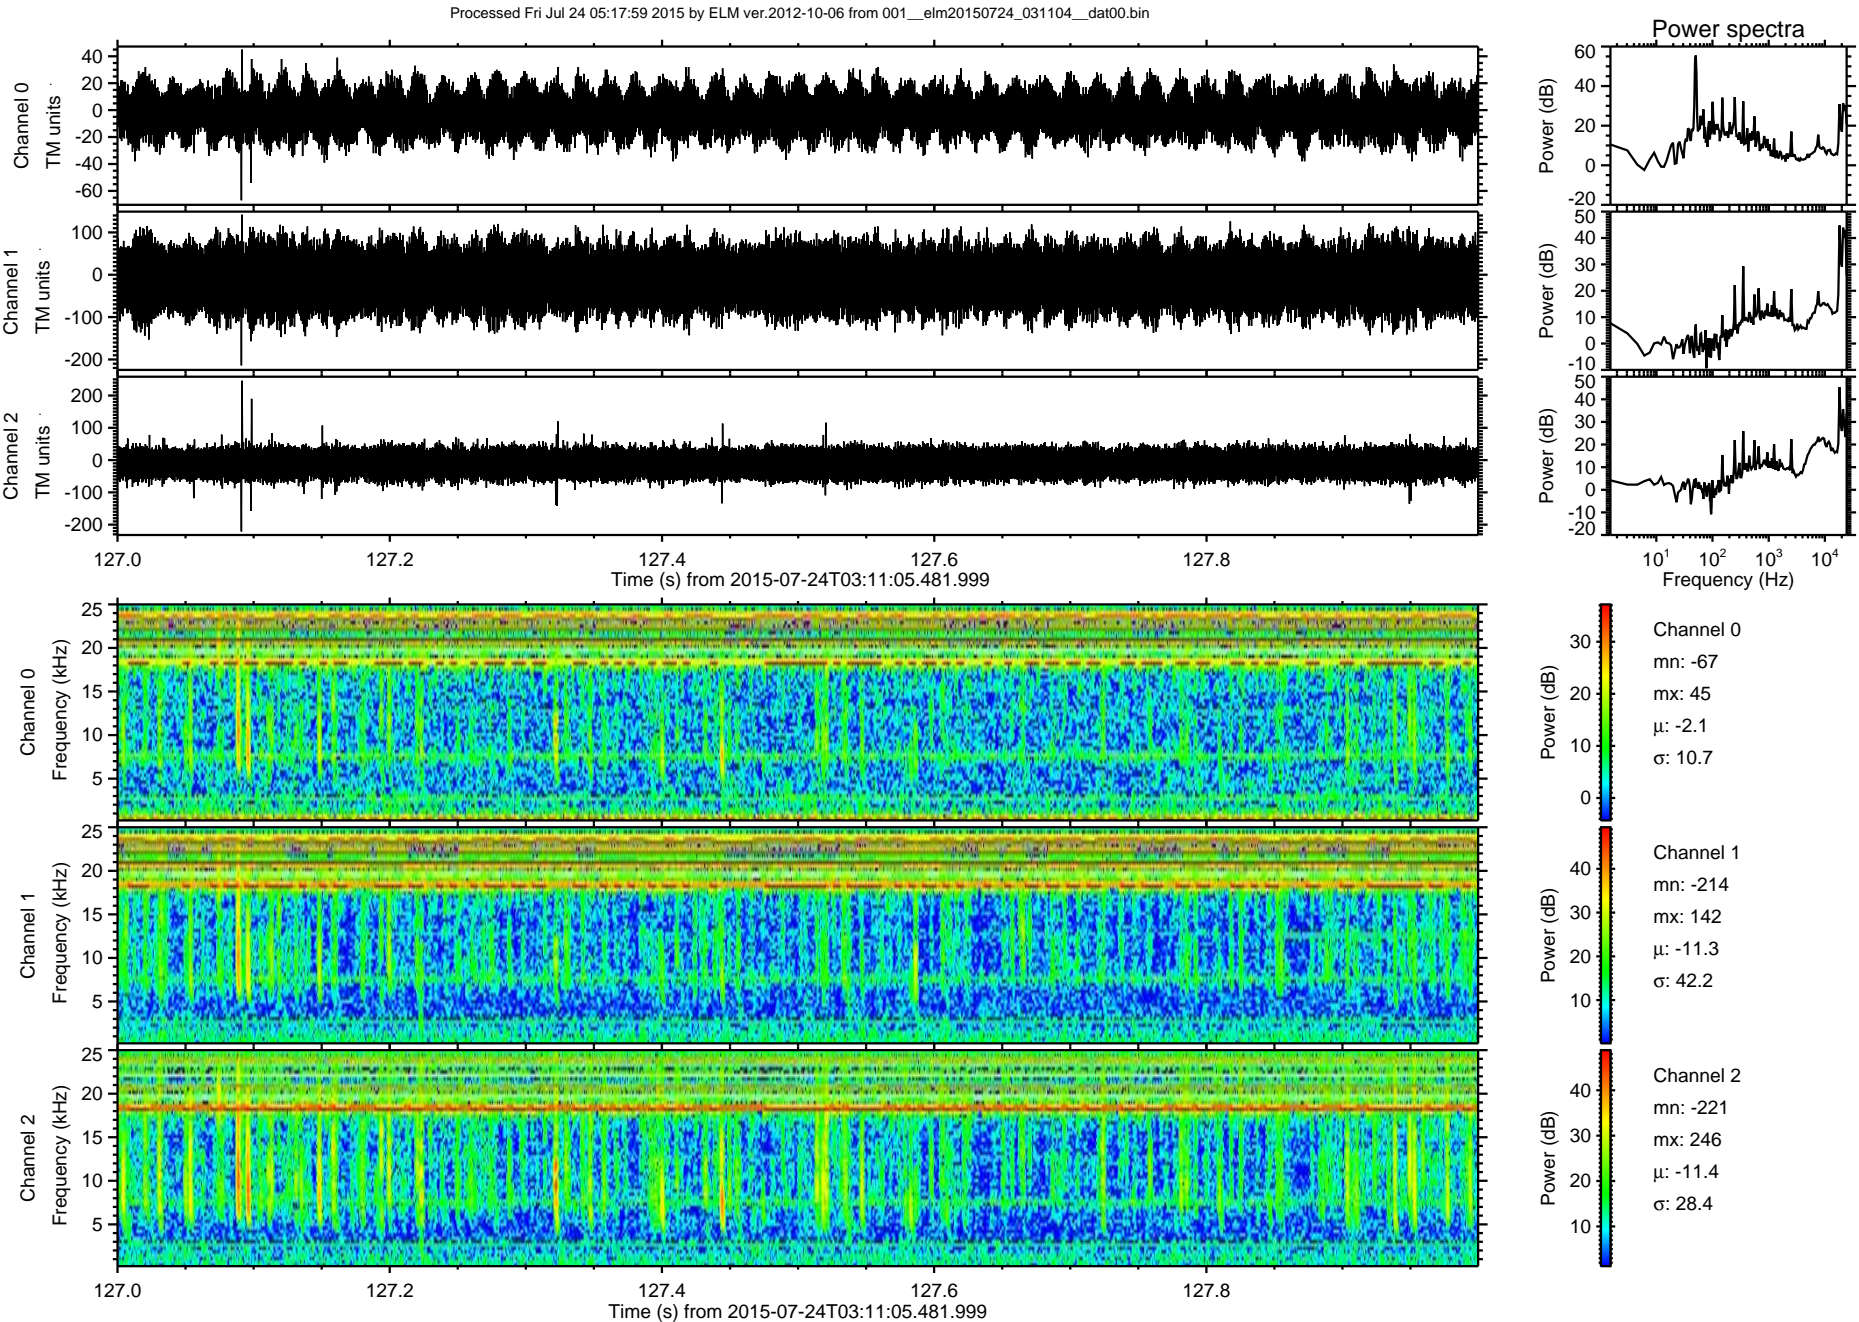 Processed Fri Jul 24 05:17:59 2015 by ELM ver.2012-10-06 from 001__elm20150724_031104__dat00.bin
Power spectra
Channel 0
TM units
40
20
0
-20
-40
-60
Power (dB)
60
40
20
0
-20
Channel 1
TM units
100
0
-100
-200
Power (dB)
50
40
30
20
10
0
-10
Channel 2
TM units
200
100
0
-100
-200
Power (dB)
50
40
30
20
10
0
-10
-20
127.0 127.2 127.4 127.6 127.8
Time (s) from 2015-07-24T03:11:05.481.999
10¹ 10² 10³ 10⁴
Frequency (Hz)
Channel 0
Frequency (kHz)
25
20
15
10
5
Power (dB)
30
20
10
0
Channel 0
mn: -67
mx: 45
μ: -2.1
σ: 10.7
Channel 1
Frequency (kHz)
25
20
15
10
5
Power (dB)
40
30
20
10
Channel 1
mn: -214
mx: 142
μ: -11.3
σ: 42.2
Channel 2
Frequency (kHz)
25
20
15
10
5
Power (dB)
40
30
20
10
Channel 2
mn: -221
mx: 246
μ: -11.4
σ: 28.4
127.0 127.2 127.4 127.6 127.8
Time (s) from 2015-07-24T03:11:05.481.999